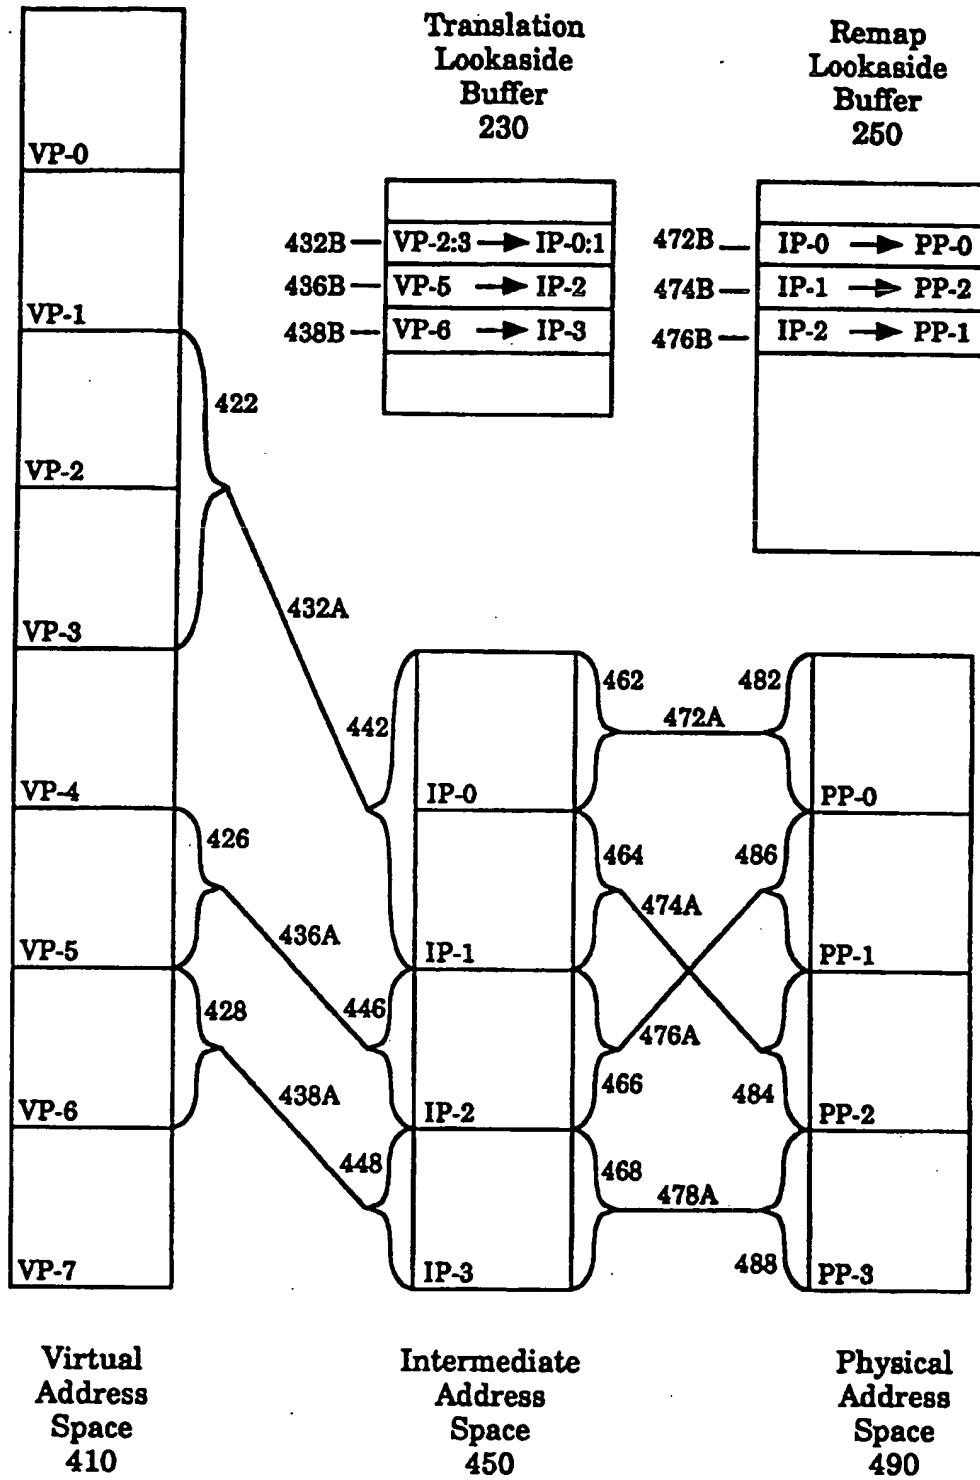 Translation
Lookaside
Buffer
230
Remap
Lookaside
Buffer
250
VP-0
VP-1
VP-2
VP-3
VP-4
VP-5
VP-6
VP-7
432B VP-2:3 IP-0:1
436B VP-5 IP-2
438B VP-6 IP-3
472B IP-0 PP-0
474B IP-1 PP-2
476B IP-2 PP-1
422
432A
442
426
436A
446
428
438A
448
IP-0
IP-1
IP-2
IP-3
462
472A
482
464
474A
486
476A
466
484
468
478A
488
PP-0
PP-1
PP-2
PP-3
Virtual
Address
Space
410
Intermediate
Address
Space
450
Physical
Address
Space
490